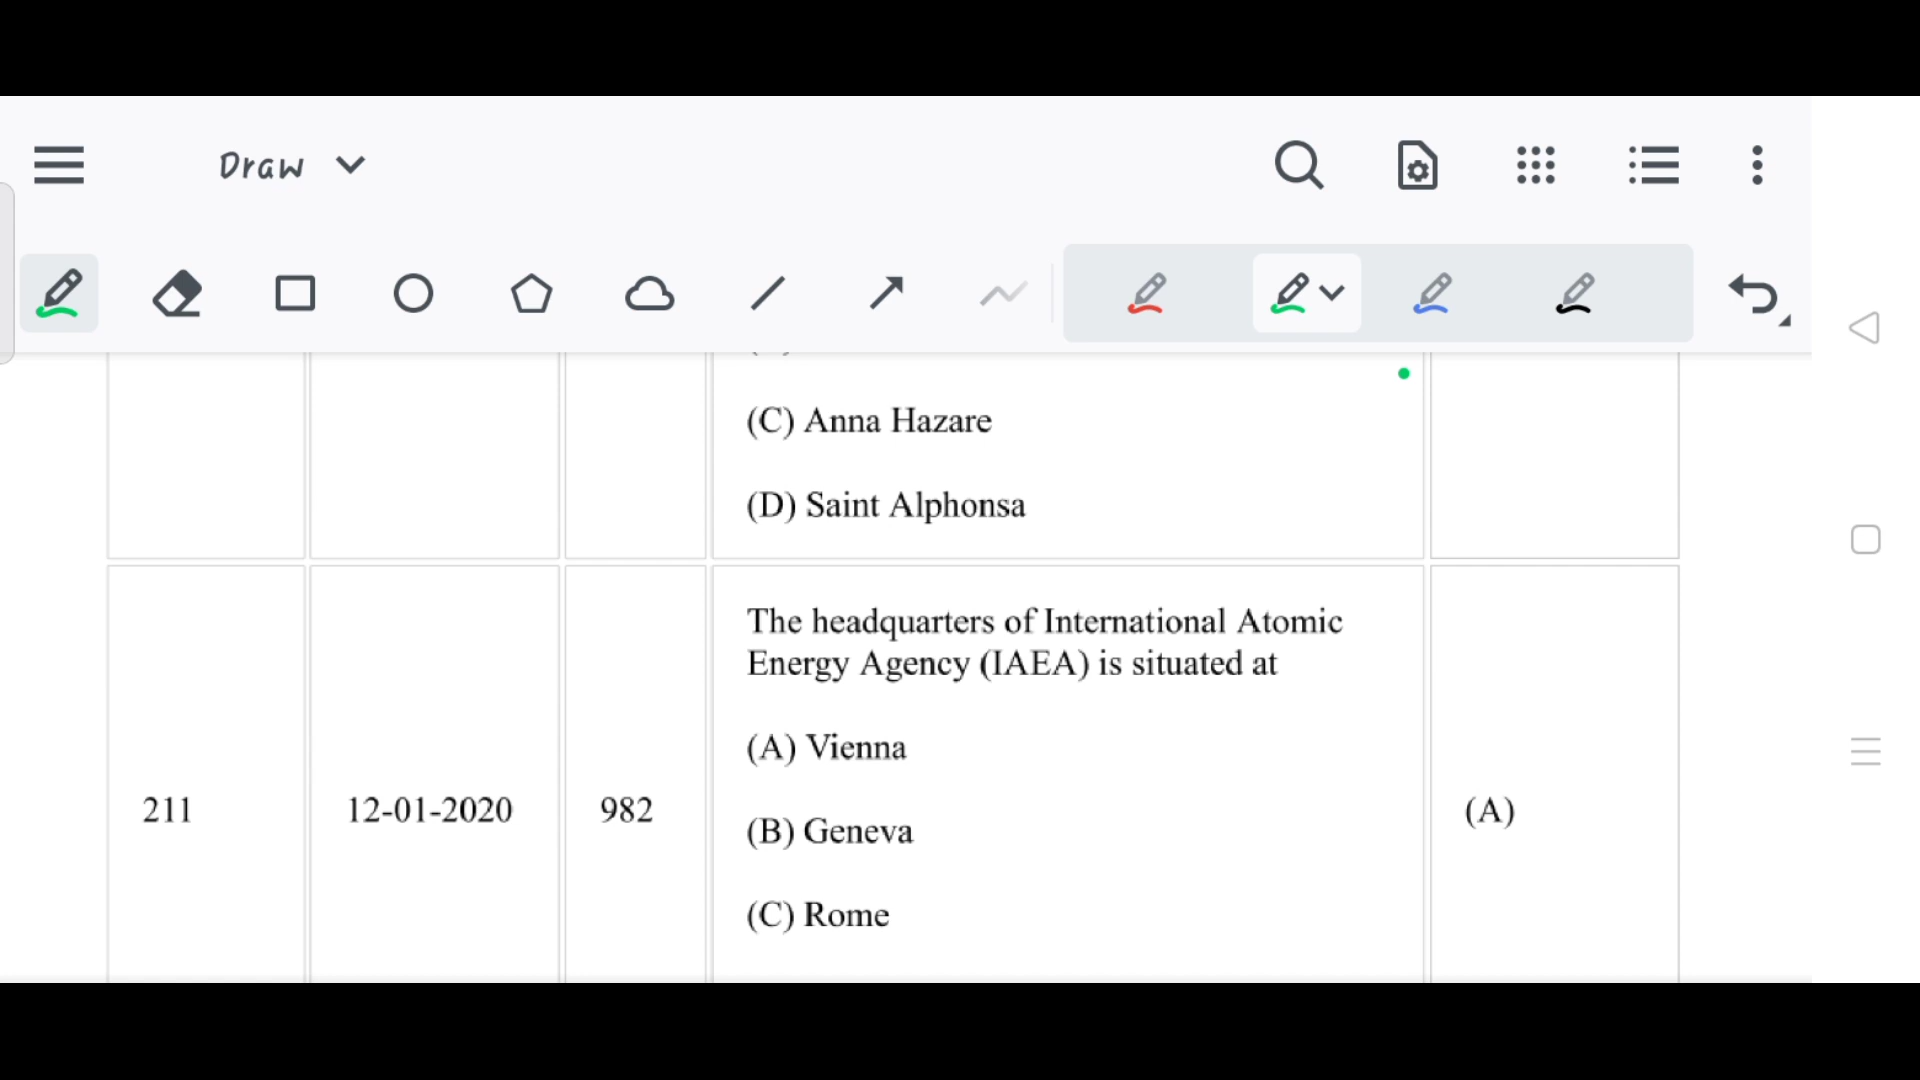 Draw
(C) Anna Hazare
(D) Saint Alphonsa
The headquarters of International Atomic
Energy Agency (IAEA) is situated at
(A) Vienna
211
12-01-2020
982
(A)
(B) Geneva
(C) Rome